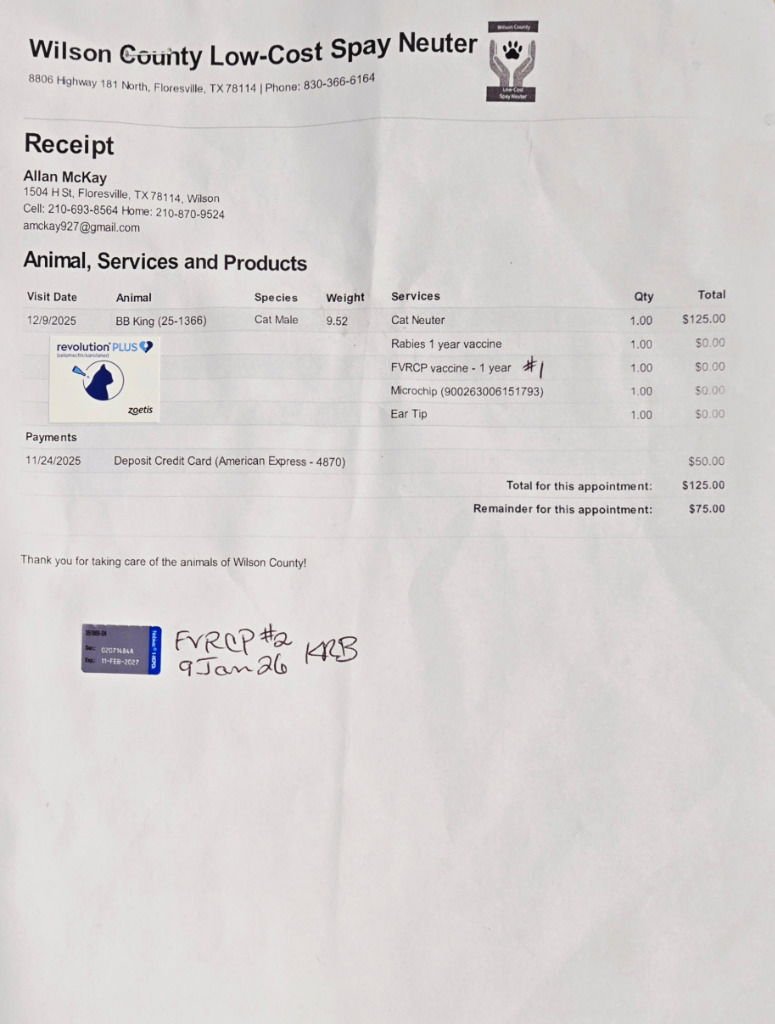 Wilson County Low-Cost Spay Neuter
Wilson County
Low-Cost
Spay Neuter
8806 Highway 181 North, Floresville, TX 78114 | Phone: 830-366-6164
Receipt
Allan McKay
1504 H St, Floresville, TX 78114, Wilson
Cell: 210-693-8564 Home: 210-870-9524
amckay927@gmail.com
Animal, Services and Products
Visit Date Animal Species Weight Services Qty Total
12/9/2025 BB King (25-1366) Cat Male 9.52 Cat Neuter 1.00 $125.00
Rabies 1 year vaccine 1.00 $0.00
FVRCP vaccine - 1 year #1 1.00 $0.00
Microchip (900263006151793) 1.00 $0.00
Ear Tip 1.00 $0.00
revolution PLUS
zoetis
Payments
11/24/2025 Deposit Credit Card (American Express - 4870) $50.00
Total for this appointment: $125.00
Remainder for this appointment: $75.00
Thank you for taking care of the animals of Wilson County!
Ser: 02071484A
Exp: 11-FEB-2027
FVRCP #2
9Jan26 KRB